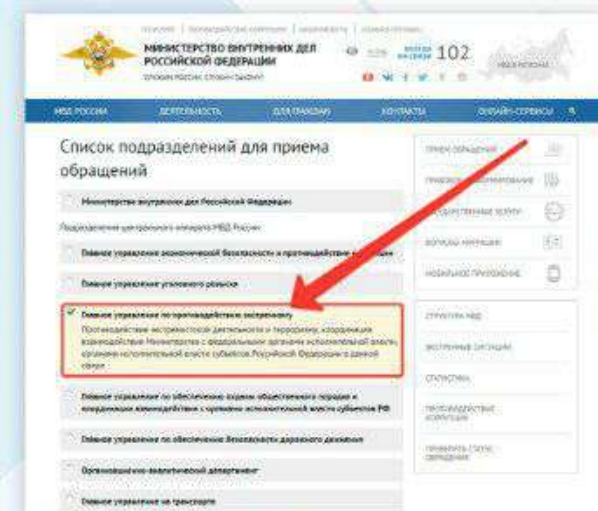 МИНИСТЕРСТВО ВНУТРЕННИХ ДЕЛ
РОССИЙСКОЙ ФЕДЕРАЦИИ
СЛУЖИМ РОССИИ, СЛУЖИМ ЗАКОНУ!
102
МВД РОССИИ
ДЕЯТЕЛЬНОСТЬ
ДЛЯ ГРАЖДАН
КОНТАКТЫ
ОНЛАЙН-СЕРВИСЫ
Список подразделений для приема
обращений
Министерство внутренних дел Российской Федерации
Подразделения центрального аппарата МВД России
Главное управление экономической безопасности и противодействия
Главное управление уголовного розыска
Главное управление по противодействию экстремизму
Противодействие экстремистской деятельности и терроризму, координация
взаимодействия Министерства с федеральными органами исполнительной власти,
органами исполнительной власти субъектов Российской Федерации в данной
сфере
Главное управление по обеспечению охраны общественного порядка и
координации взаимодействия с органами исполнительной власти субъектов РФ
Главное управление по обеспечению безопасности дорожного движения
Организационно-аналитический департамент
Главное управление на транспорте
ПРИЕМ ОБРАЩЕНИЙ
ГОСУДАРСТВЕННЫЕ УСЛУГИ
ВОПРОСЫ МИГРАЦИИ
МОБИЛЬНОЕ ПРИЛОЖЕНИЕ
СТРУКТУРА МВД
ЭКСТРЕННЫЕ СИТУАЦИИ
СТАТИСТИКА
ПРОТИВОДЕЙСТВИЕ
КОРРУПЦИИ
ПРОВЕРИТЬ СТАТУС
ОБРАЩЕНИЯ